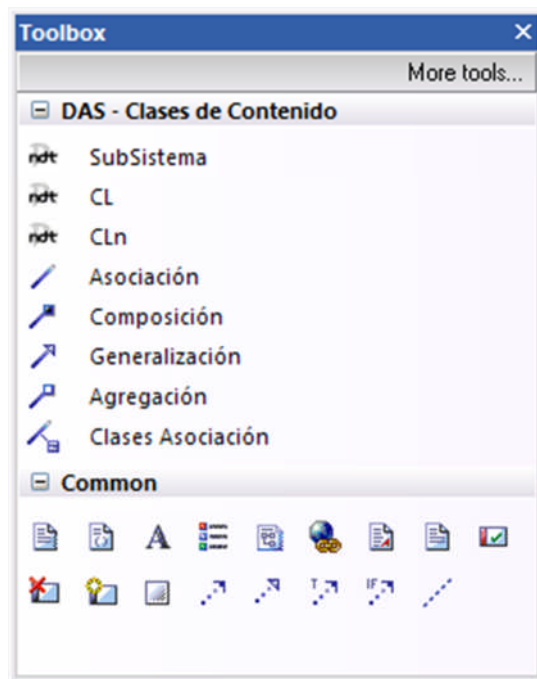 Toolbox
More tools...
DAS - Clases de Contenido
ndt SubSistema
ndt CL
ndt CLn
Asociación
Composición
Generalización
Agregación
Clases Asociación
Common
A
T IF